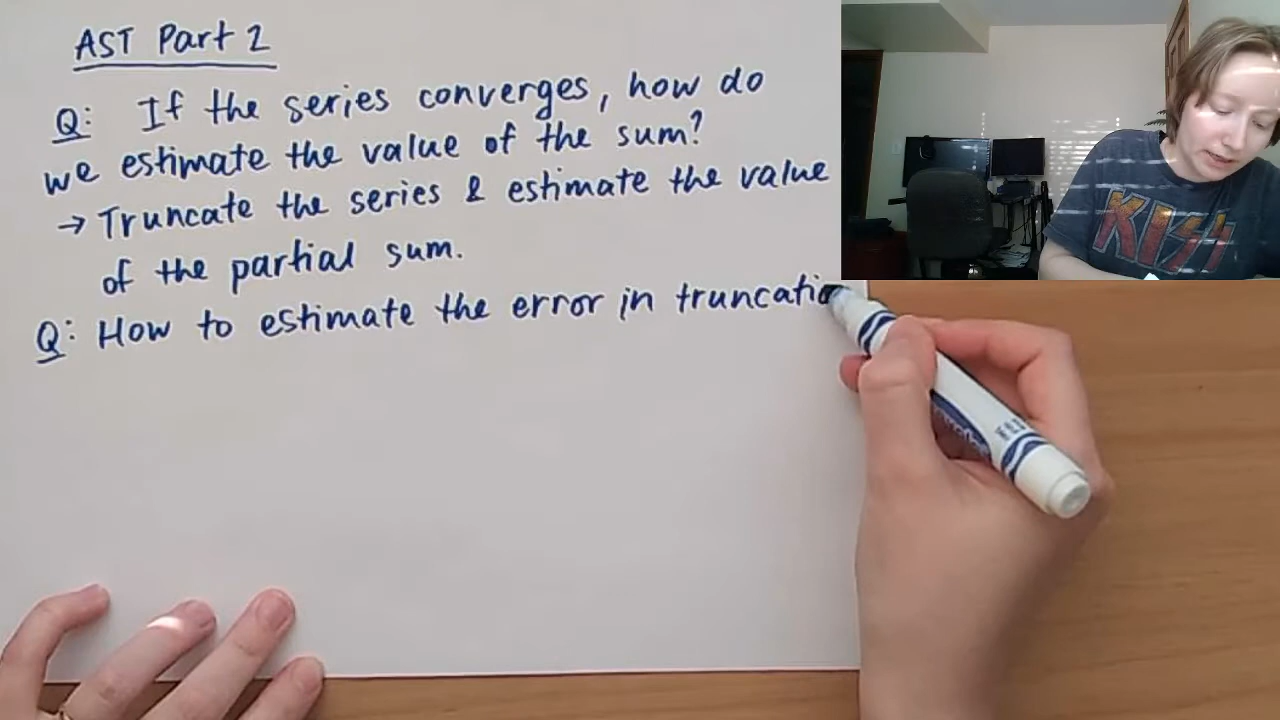 AST Part 2
Q: If the series converges, how do
we estimate the value of the sum?
→ Truncate the series & estimate the value
of the partial sum.
Q: How to estimate the error in truncatio
KISS